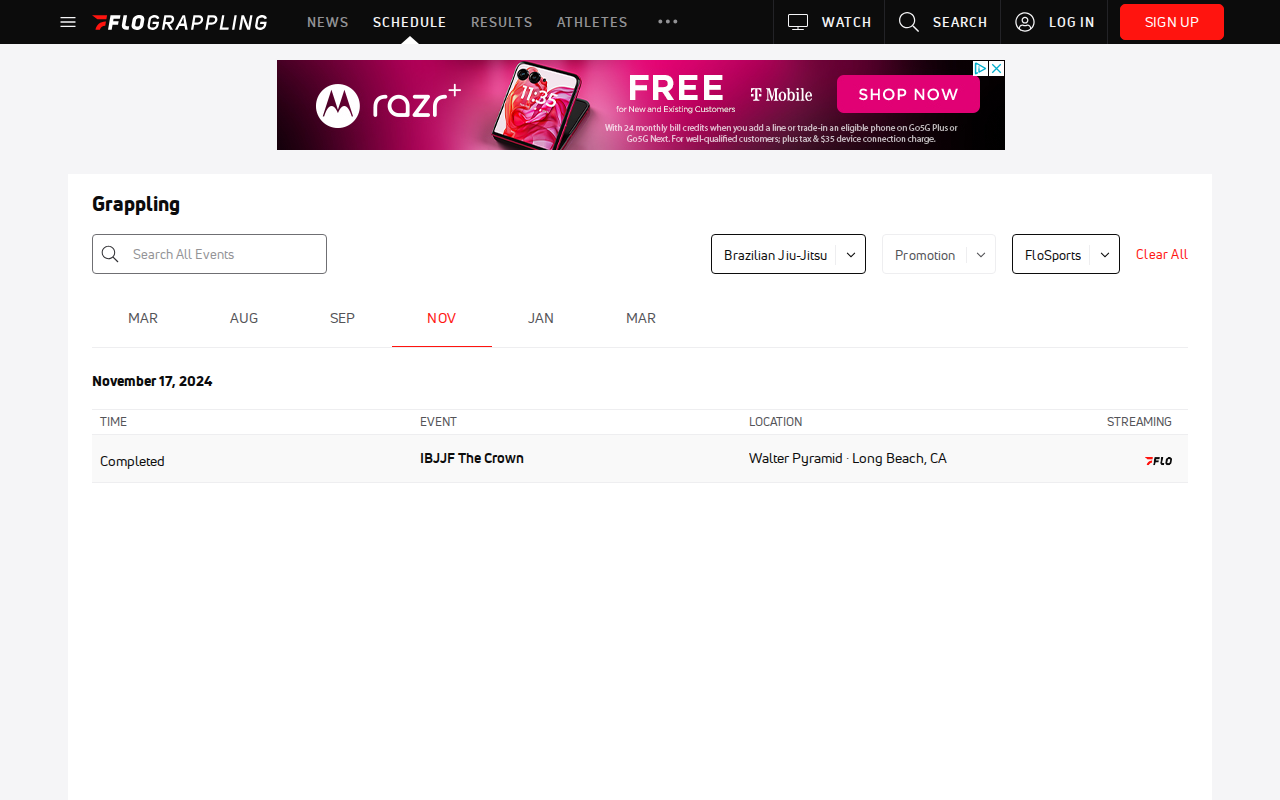 FLOGRAPPLING NEWS SCHEDULE RESULTS ATHLETES WATCH SEARCH LOG IN SIGN UP
razr+ 11:35 FREE T Mobile SHOP NOW
for New and Existing Customers
With 24 monthly bill credits when you add a line or trade-in an eligible phone on Go5G Plus or
Go5G Next. For well-qualified customers; plus tax & $35 device connection charge.
Grappling
Search All Events Brazilian Jiu-Jitsu Promotion FloSports Clear All
MAR AUG SEP NOV JAN MAR
November 17, 2024
TIME EVENT LOCATION STREAMING
Completed IBJJF The Crown Walter Pyramid · Long Beach, CA FLO